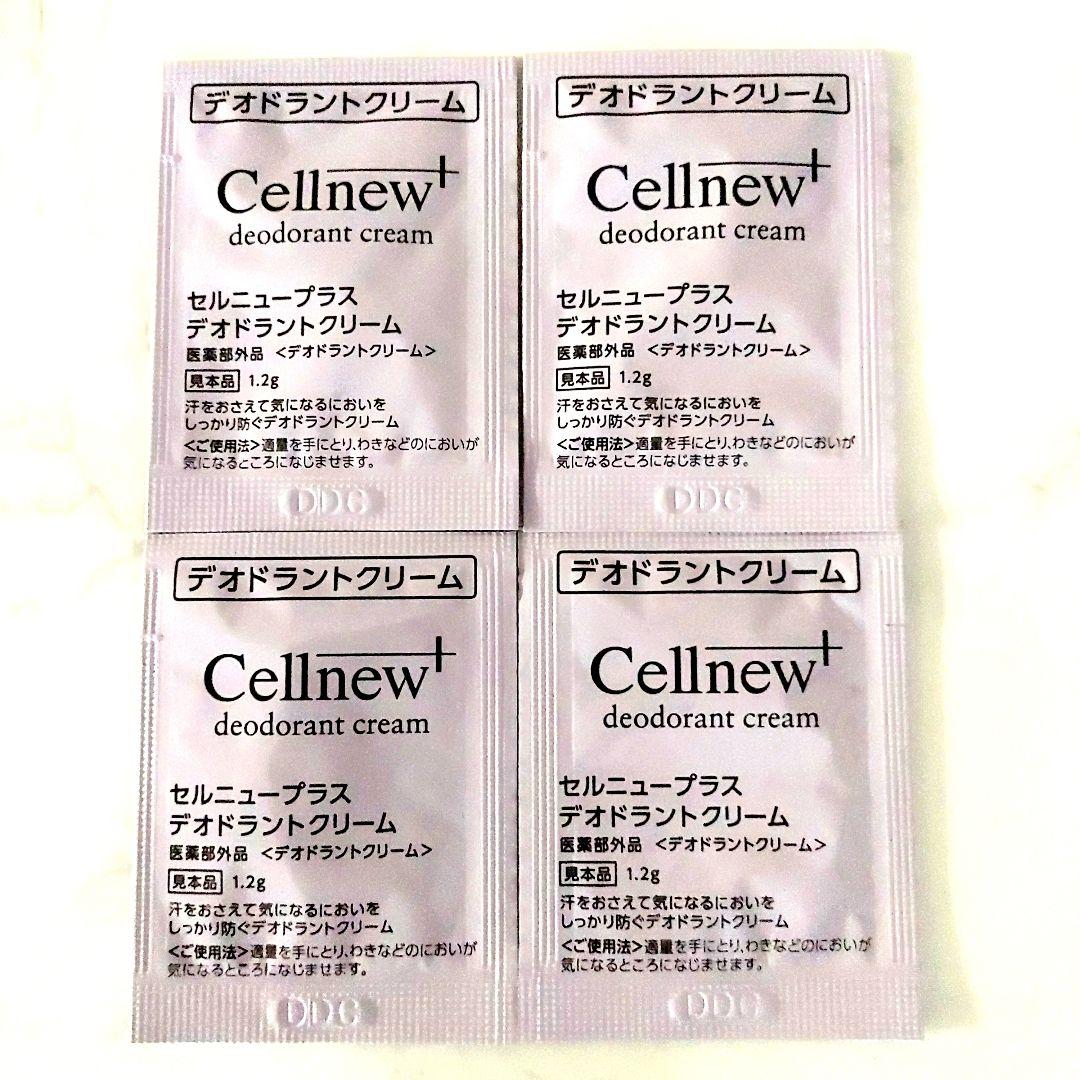 デオドラントクリーム
Cellnew+
deodorant cream
セルニュープラス
デオドラントクリーム
医薬部外品 <デオドラントクリーム>
見本品 1.2g
汗をおさえて気になるにおいを
しっかり防ぐデオドラントクリーム
<ご使用法>適量を手にとり、わきなどのにおいが
気になるところになじませます。
DDG
デオドラントクリーム
Cellnew+
deodorant cream
セルニュープラス
デオドラントクリーム
医薬部外品 <デオドラントクリーム>
見本品 1.2g
汗をおさえて気になるにおいを
しっかり防ぐデオドラントクリーム
<ご使用法>適量を手にとり、わきなどのにおいが
気になるところになじませます。
DDG
デオドラントクリーム
Cellnew+
deodorant cream
セルニュープラス
デオドラントクリーム
医薬部外品 <デオドラントクリーム>
見本品 1.2g
汗をおさえて気になるにおいを
しっかり防ぐデオドラントクリーム
<ご使用法>適量を手にとり、わきなどのにおいが
気になるところになじませます。
DDG
デオドラントクリーム
Cellnew+
deodorant cream
セルニュープラス
デオドラントクリーム
医薬部外品 <デオドラントクリーム>
見本品 1.2g
汗をおさえて気になるにおいを
しっかり防ぐデオドラントクリーム
<ご使用法>適量を手にとり、わきなどのにおいが
気になるところになじませます。
DDG